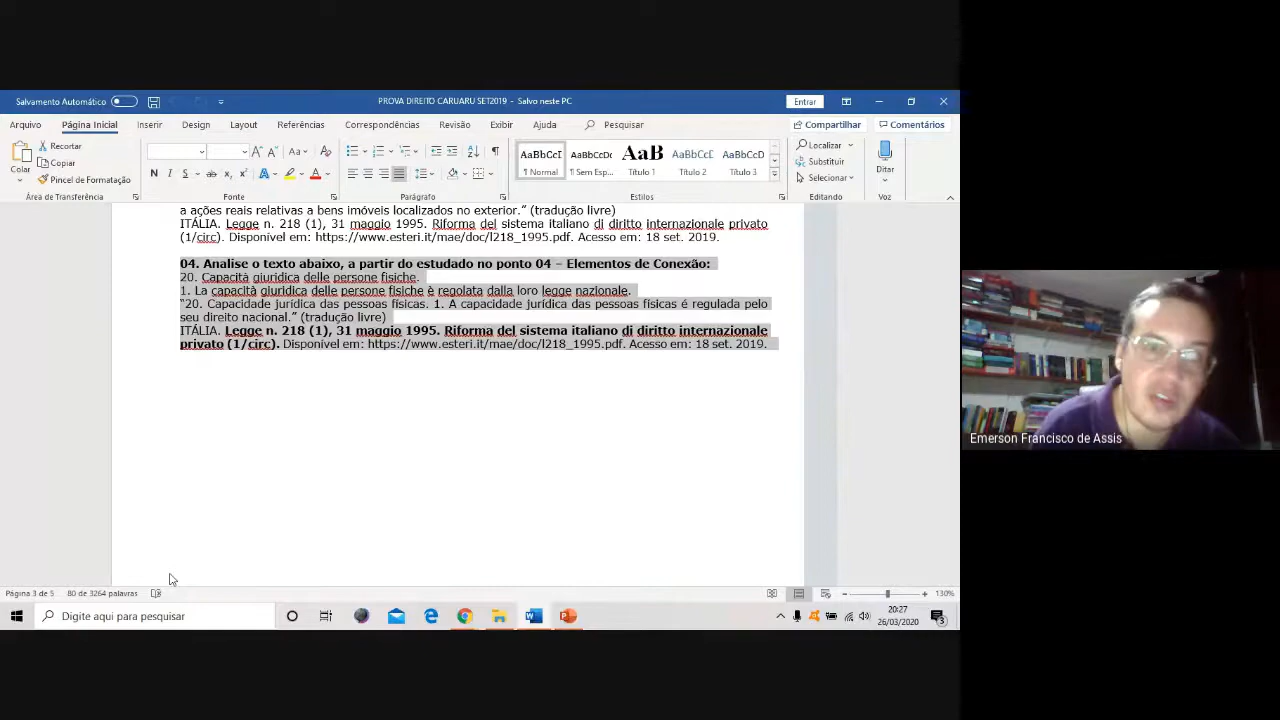 Salvamento Automático
PROVA DIREITO CARUARU SET2019 - Salvo neste PC
Entrar
Arquivo Página Inicial Inserir Design Layout Referências Correspondências Revisão Exibir Ajuda Pesquisar
Compartilhar Comentários
Colar
Recortar
Copiar
Pincel de Formatação
Área de Transferência
Aa
N I S ab x₂ x² A A
Fonte
Parágrafo
AaBbCcI AaBbCcDc AaB AaBbCcE AaBbCcD
¶ Normal ¶ Sem Esp... Título 1 Título 2 Título 3
Estilos
Localizar
Substituir
Selecionar
Editando
Ditar
Voz
a ações reais relativas a bens imóveis localizados no exterior.” (tradução livre)
ITÁLIA. Legge n. 218 (1), 31 maggio 1995. Riforma del sistema italiano di diritto internazionale privato
(1/circ). Disponível em: https://www.esteri.it/mae/doc/l218_1995.pdf. Acesso em: 18 set. 2019.
04. Analise o texto abaixo, a partir do estudado no ponto 04 – Elementos de Conexão:
20. Capacità giuridica delle persone fisiche.
1. La capacità giuridica delle persone fisiche è regolata dalla loro legge nazionale.
“20. Capacidade jurídica das pessoas físicas. 1. A capacidade jurídica das pessoas físicas é regulada pelo
seu direito nacional.” (tradução livre)
ITÁLIA. Legge n. 218 (1), 31 maggio 1995. Riforma del sistema italiano di diritto internazionale
privato (1/circ). Disponível em: https://www.esteri.it/mae/doc/l218_1995.pdf. Acesso em: 18 set. 2019.
Emerson Francisco de Assis
Página 3 de 5 80 de 3264 palavras
130%
Digite aqui para pesquisar
20:27
26/03/2020
3